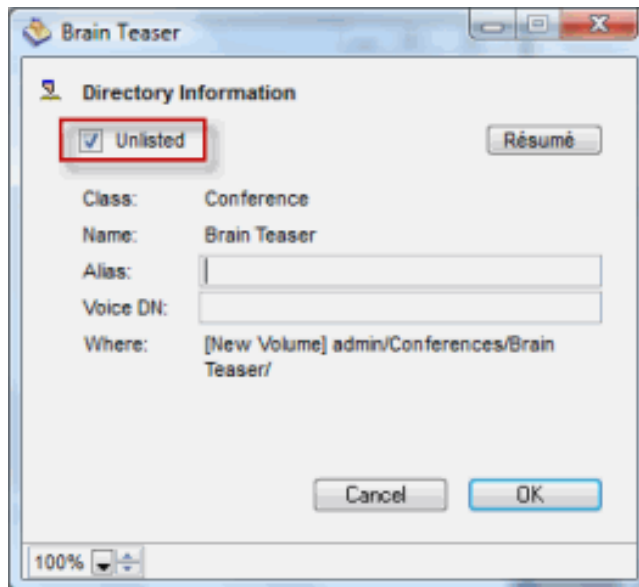 Brain Teaser
Directory Information
Unlisted
Résumé
Class: Conference
Name: Brain Teaser
Alias:
Voice DN:
Where: [New Volume] admin/Conferences/Brain
Teaser/
Cancel OK
100%